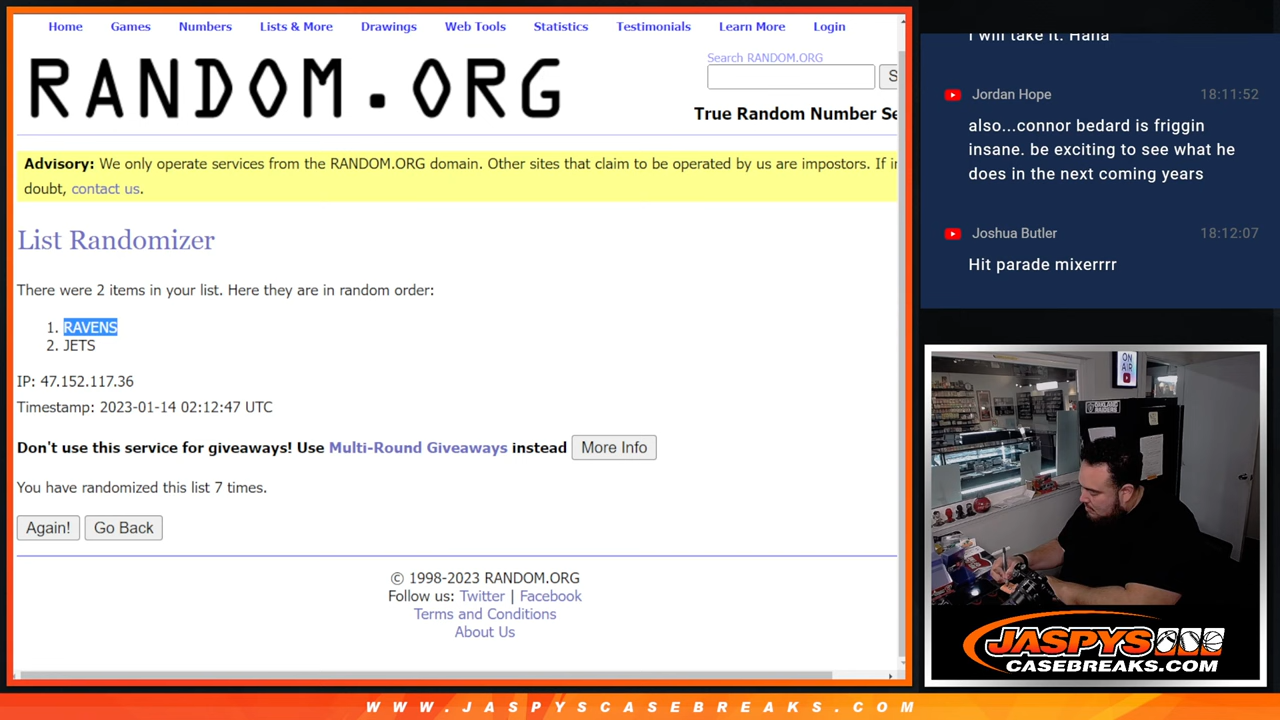 Home Games Numbers Lists & More Drawings Web Tools Statistics Testimonials Learn More Login
RANDOM.ORG
Search RANDOM.ORG
S
True Random Number Se
Advisory: We only operate services from the RANDOM.ORG domain. Other sites that claim to be operated by us are impostors. If in
doubt, contact us.
List Randomizer
There were 2 items in your list. Here they are in random order:
1. RAVENS
2. JETS
IP: 47.152.117.36
Timestamp: 2023-01-14 02:12:47 UTC
Don't use this service for giveaways! Use Multi-Round Giveaways instead More Info
You have randomized this list 7 times.
Again! Go Back
© 1998-2023 RANDOM.ORG
Follow us: Twitter | Facebook
Terms and Conditions
About Us
I will take it. Haha
Jordan Hope 18:11:52
also...connor bedard is friggin
insane. be exciting to see what he
does in the next coming years
Joshua Butler 18:12:07
Hit parade mixerrrr
ON
AIR
OAKLAND
RAIDERS
JASPYS
CASEBREAKS.COM
WWW.JASPYSCASEBREAKS.COM